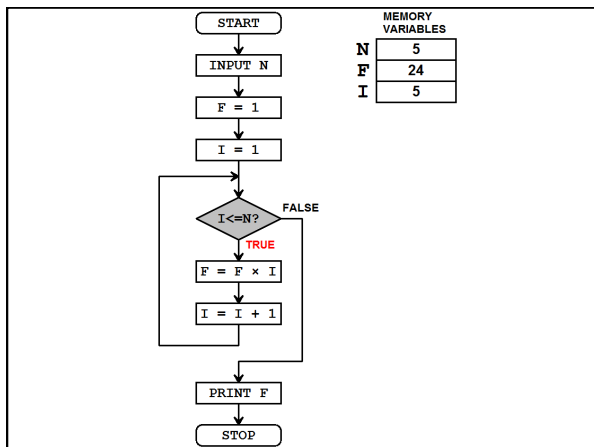 START
INPUT N
F = 1
I = 1
I<=N?
FALSE
TRUE
F = F × I
I = I + 1
PRINT F
STOP
MEMORY
VARIABLES
N 5
F 24
I 5